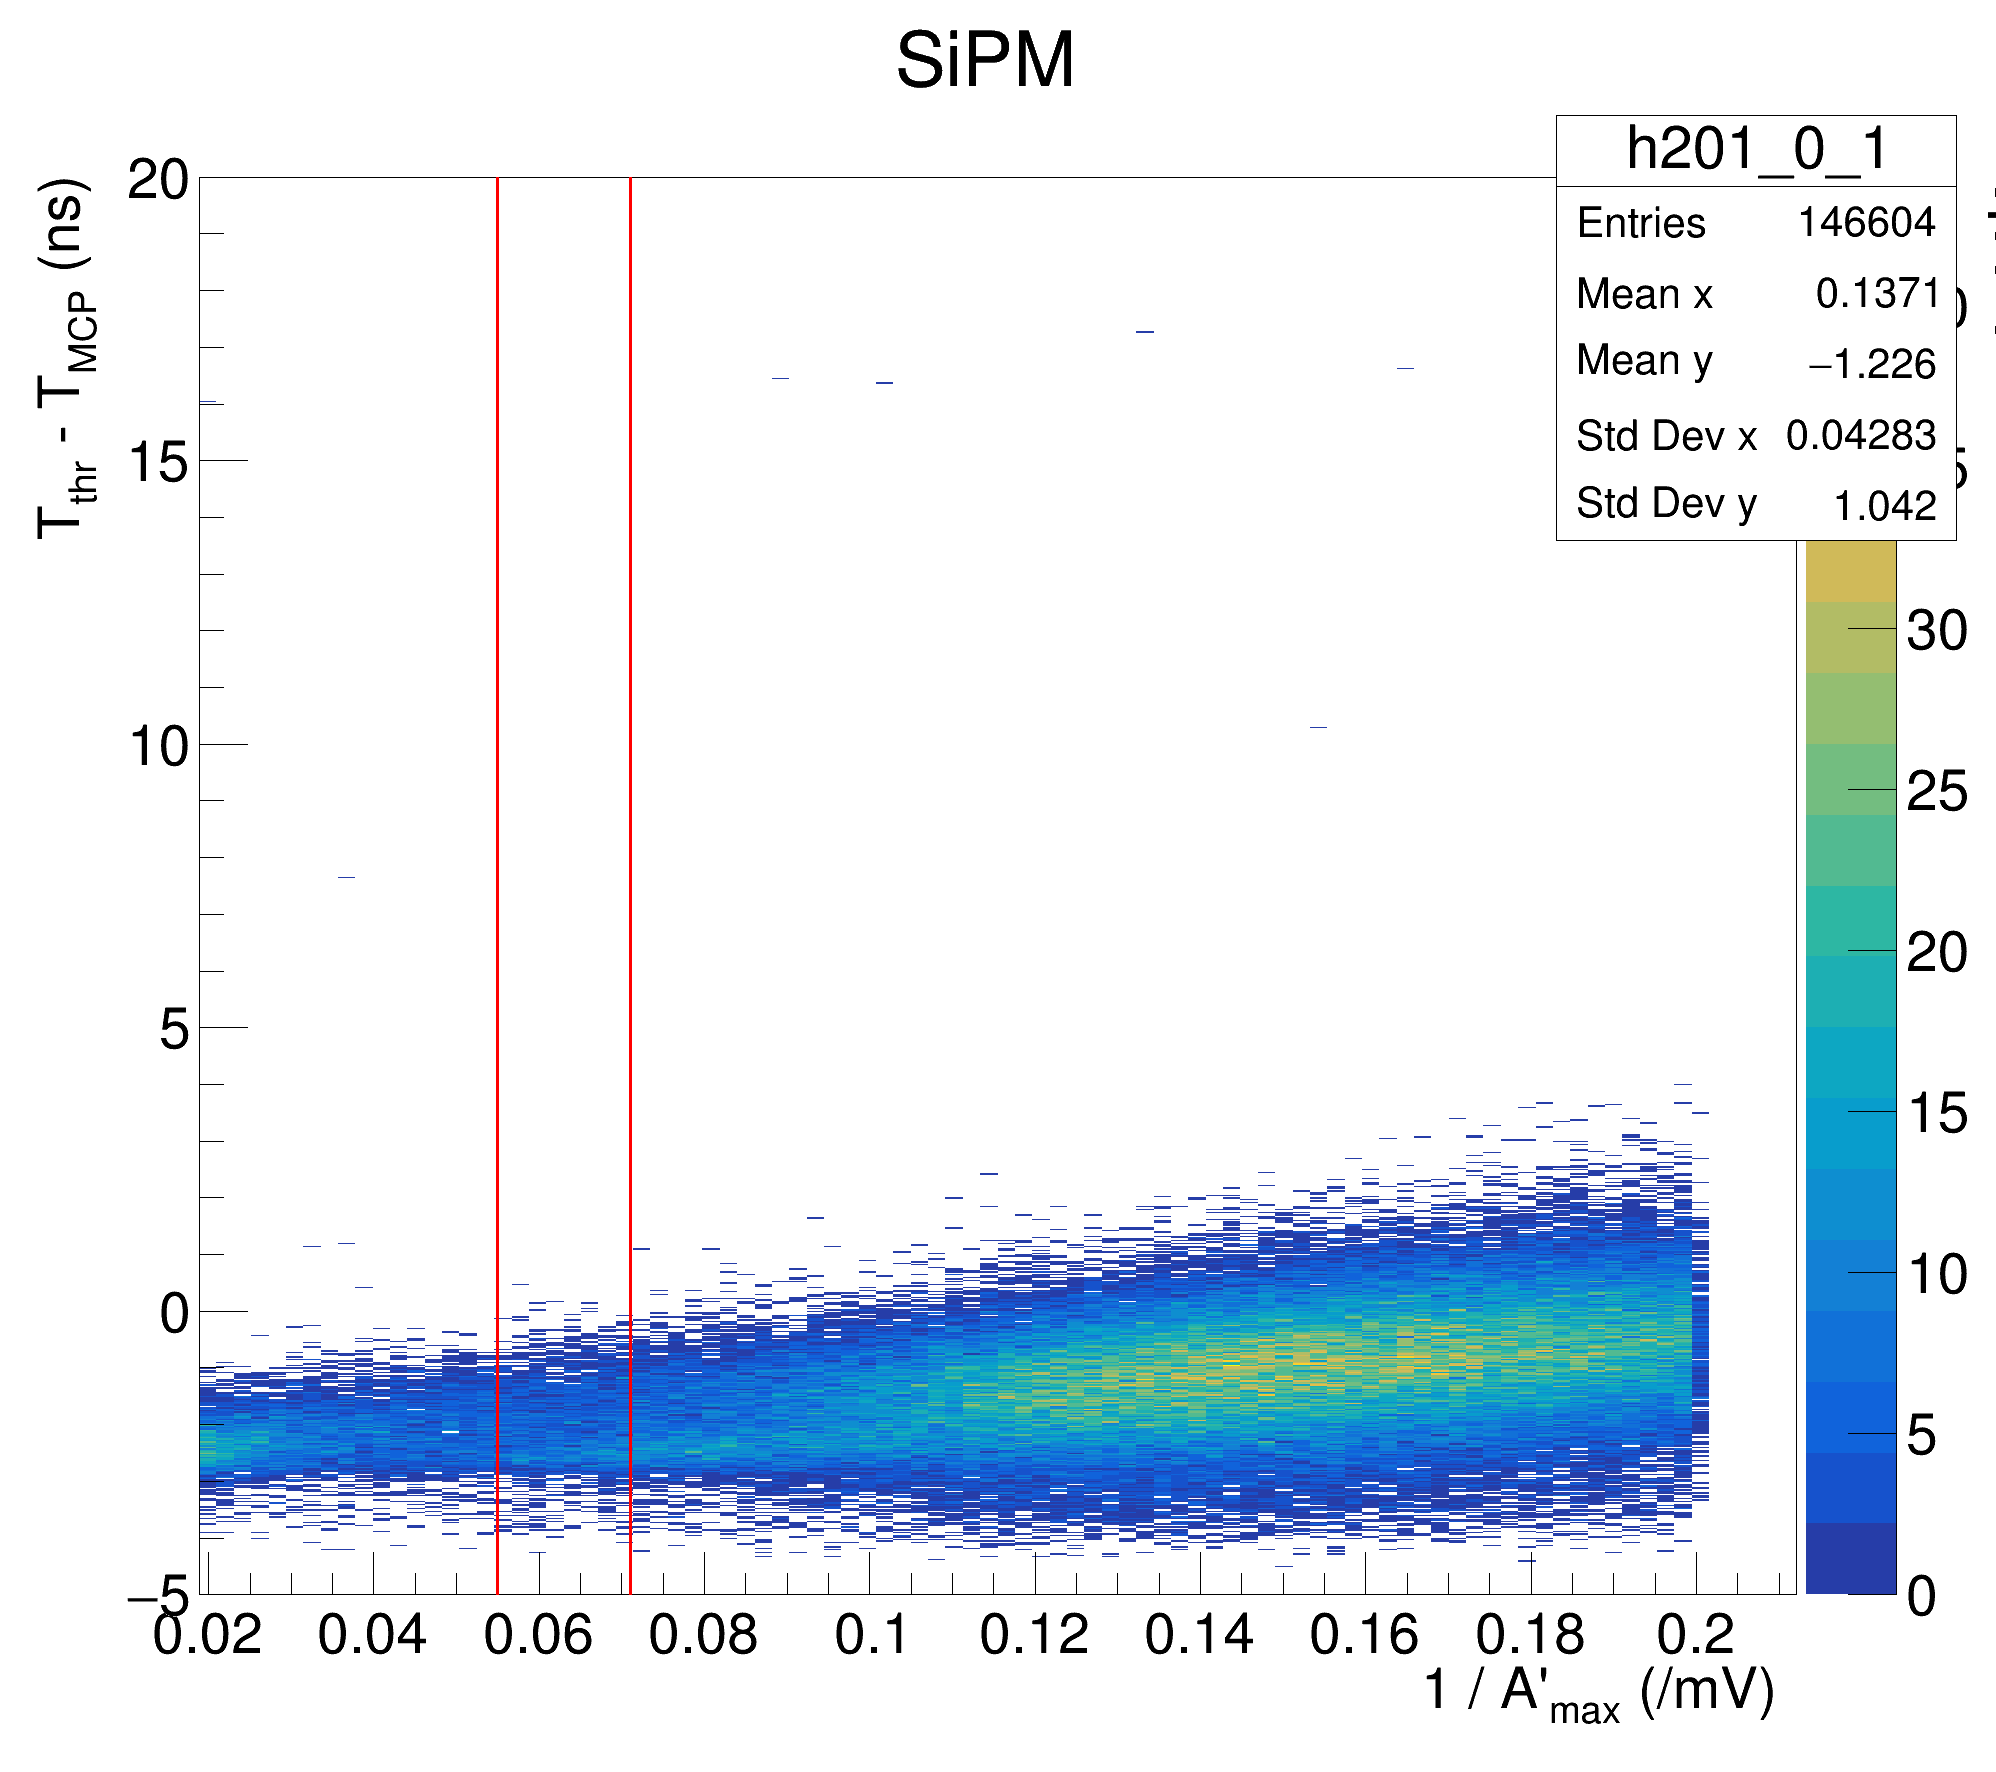 SiPM
h201_0_1
Entries 146604
Mean x 0.1371
Mean y −1.226
Std Dev x 0.04283
Std Dev y 1.042
T_thr - T_MCP (ns)
20
15
10
5
0
−5
0.02 0.04 0.06 0.08 0.1 0.12 0.14 0.16 0.18 0.2
1 / A'_max (/mV)
30
25
20
15
10
5
0